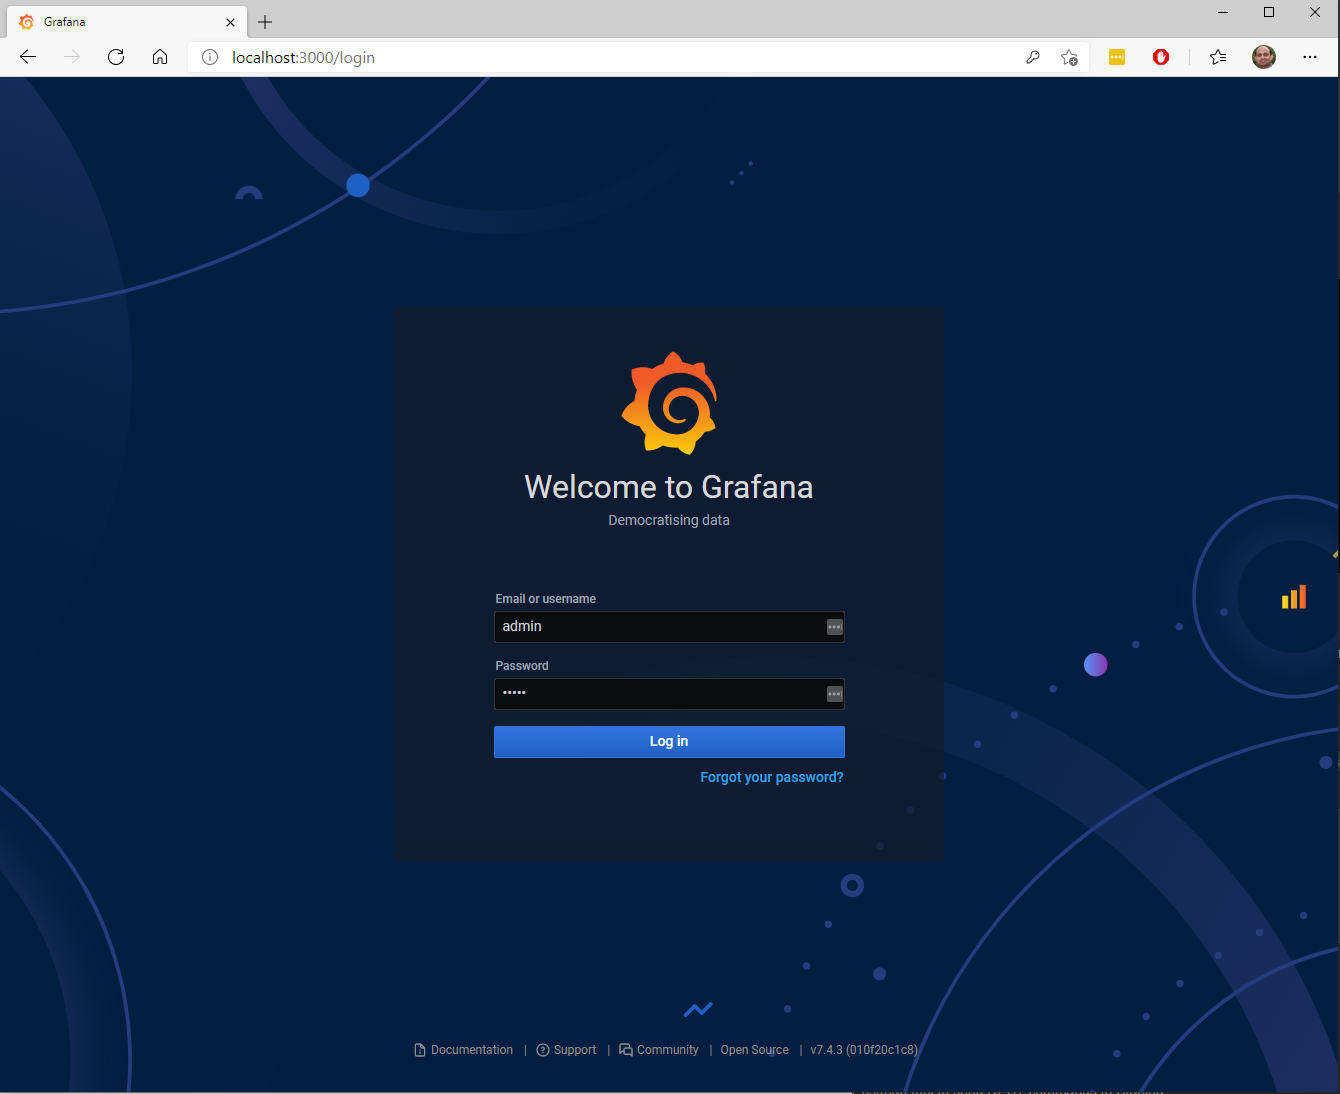 Grafana
localhost:3000/login
Welcome to Grafana
Democratising data
Email or username
admin
Password
•••••
Log in
Forgot your password?
Documentation | Support | Community | Open Source | v7.4.3 (010f20c1c8)